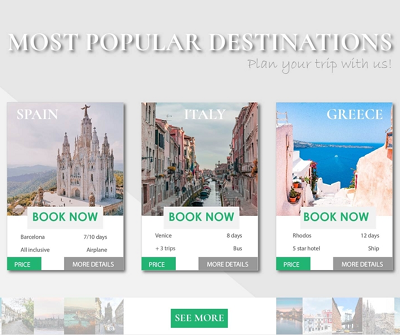 MOST POPULAR DESTINATIONS
Plan your trip with us!
SPAIN
BOOK NOW
Barcelona 7/10 days
All inclusive Airplane
PRICE MORE DETAILS
ITALY
BOOK NOW
Venice 8 days
+ 3 trips Bus
PRICE MORE DETAILS
GREECE
BOOK NOW
Rhodos 12 days
5 star hotel Ship
PRICE MORE DETAILS
SEE MORE